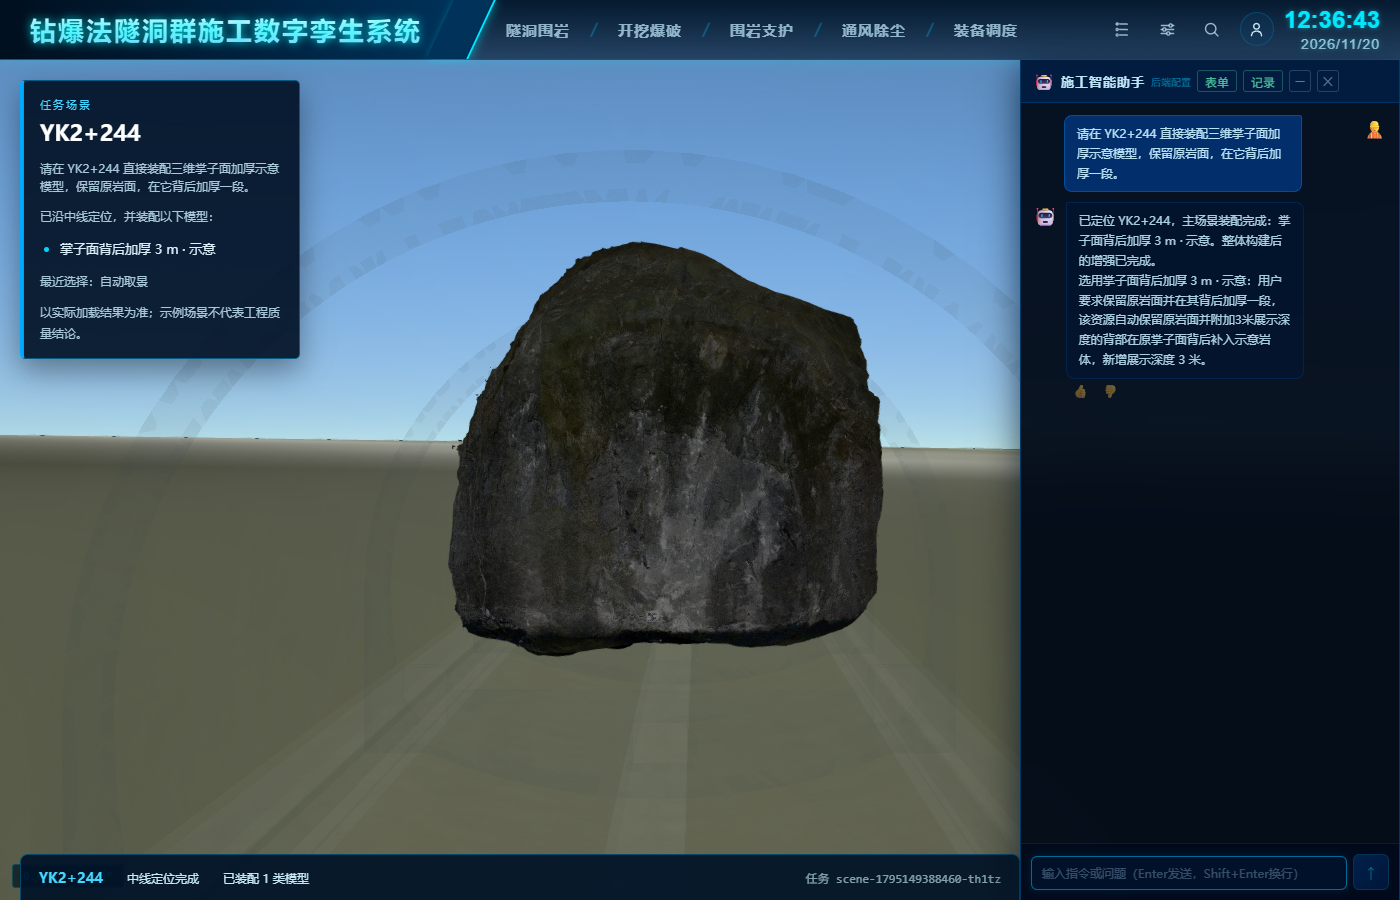 钻爆法隧洞群施工数字孪生系统
隧洞围岩 / 开挖爆破 / 围岩支护 / 通风除尘 / 装备调度
12:36:43
2026/11/20
任务场景
YK2+244
请在 YK2+244 直接装配三维掌子面加厚示意
模型，保留原岩面，在它背后加厚一段。
已沿中线定位，并装配以下模型：
掌子面背后加厚 3 m · 示意
最近选择：自动取景
以实际加载结果为准；示例场景不代表工程质
量结论。
施工智能助手 后端配置 表单 记录
请在 YK2+244 直接装配三维掌子面加
厚示意模型，保留原岩面，在它背后加
厚一段。
已定位 YK2+244，主场景装配完成：掌
子面背后加厚 3 m · 示意。整体构建后
的增强已完成。
选用掌子面背后加厚 3 m · 示意：用户
要求保留原岩面并在其背后加厚一段，
该资源自动保留原岩面并附加3米展示深
度的背部在原掌子面背后补入示意岩
体，新增展示深度 3 米。
YK2+244 中线定位完成 已装配 1 类模型
任务 scene-1795149388460-th1tz
输入指令或问题（Enter发送，Shift+Enter换行）